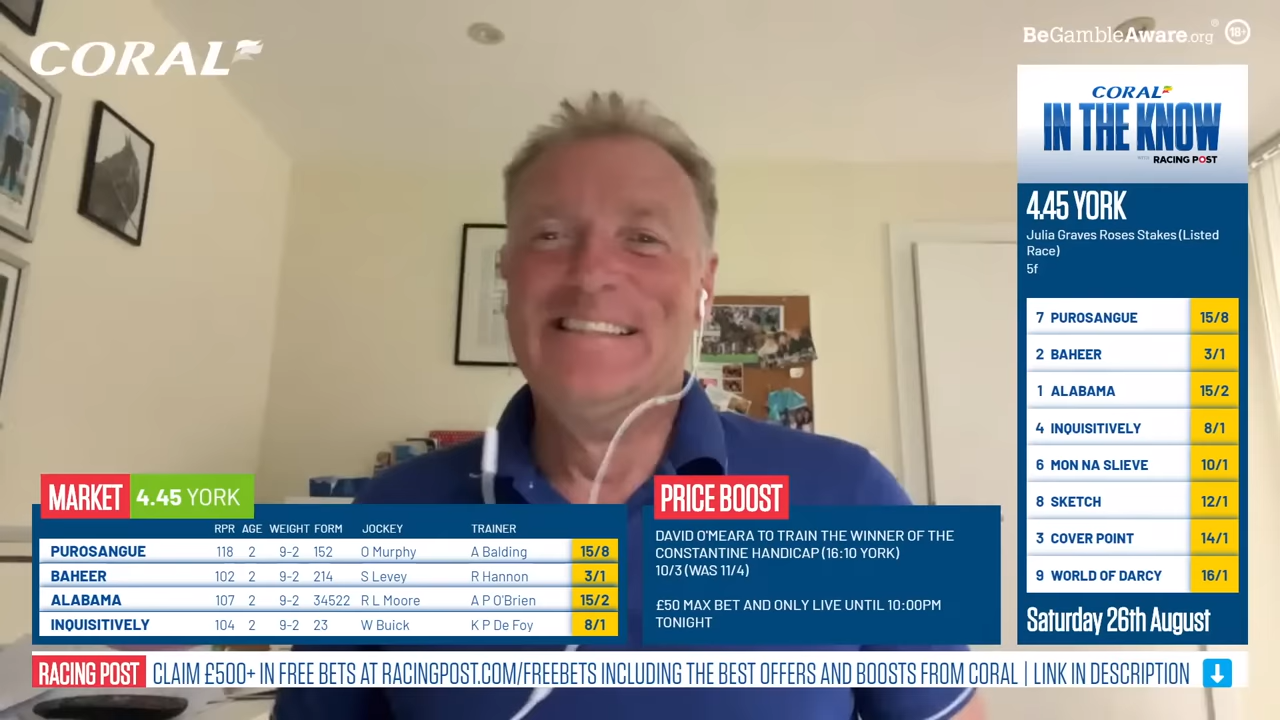 CORAL
BeGambleAware.org® 18+
CORAL
IN THE KNOW
WITH RACING POST
4.45 YORK
Julia Graves Roses Stakes (Listed
Race)
5f
7 PUROSANGUE 15/8
2 BAHEER 3/1
1 ALABAMA 15/2
4 INQUISITIVELY 8/1
6 MON NA SLIEVE 10/1
8 SKETCH 12/1
3 COVER POINT 14/1
9 WORLD OF DARCY 16/1
Saturday 26th August
MARKET 4.45 YORK
RPR AGE WEIGHT FORM JOCKEY TRAINER
PUROSANGUE 118 2 9-2 152 O Murphy A Balding 15/8
BAHEER 102 2 9-2 214 S Levey R Hannon 3/1
ALABAMA 107 2 9-2 34522 R L Moore A P O'Brien 15/2
INQUISITIVELY 104 2 9-2 23 W Buick K P De Foy 8/1
PRICE BOOST
DAVID O'MEARA TO TRAIN THE WINNER OF THE
CONSTANTINE HANDICAP (16:10 YORK)
10/3 (WAS 11/4)
£50 MAX BET AND ONLY LIVE UNTIL 10:00PM
TONIGHT
RACING POST CLAIM £500+ IN FREE BETS AT RACINGPOST.COM/FREEBETS INCLUDING THE BEST OFFERS AND BOOSTS FROM CORAL | LINK IN DESCRIPTION